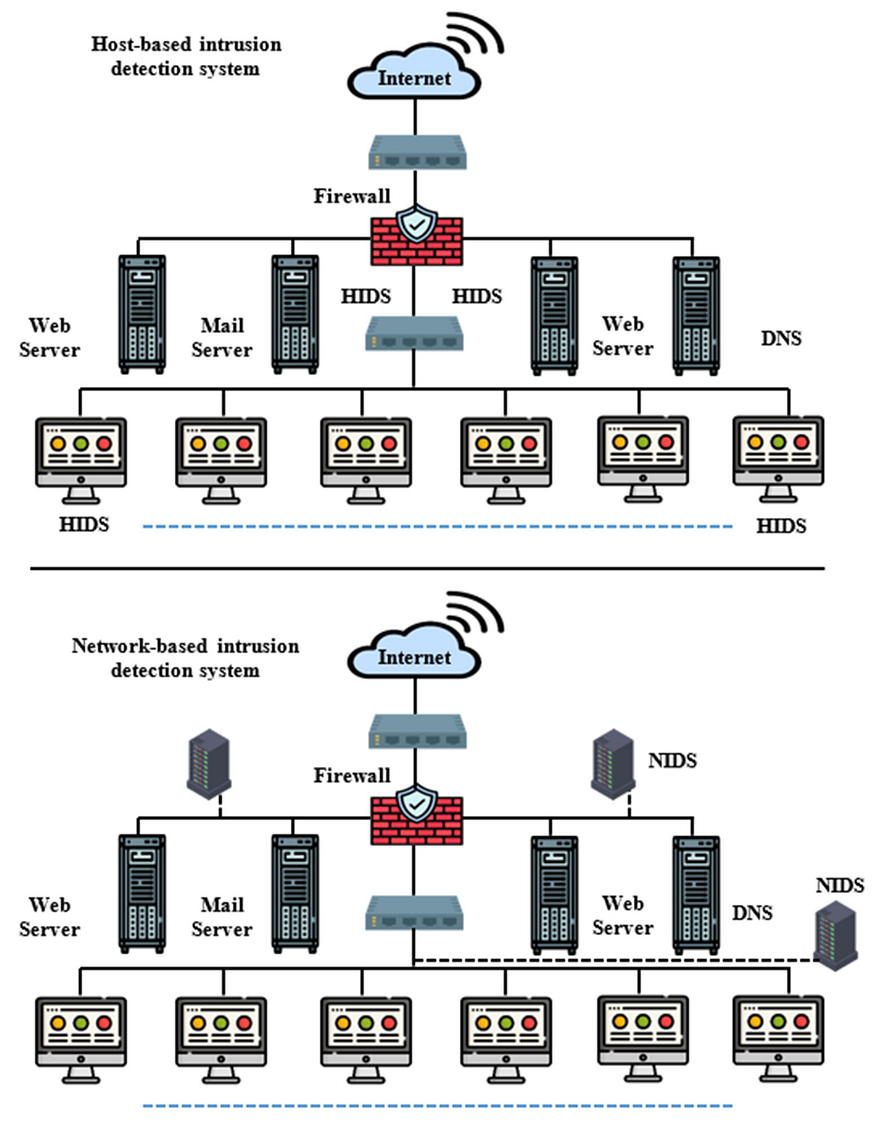 Host-based intrusion
detection system
Internet
Firewall
HIDS
HIDS
Web
Server
Mail
Server
Web
Server
DNS
HIDS
HIDS
Network-based intrusion
detection system
Internet
NIDS
Firewall
Web
Server
Mail
Server
Web
Server
DNS
NIDS